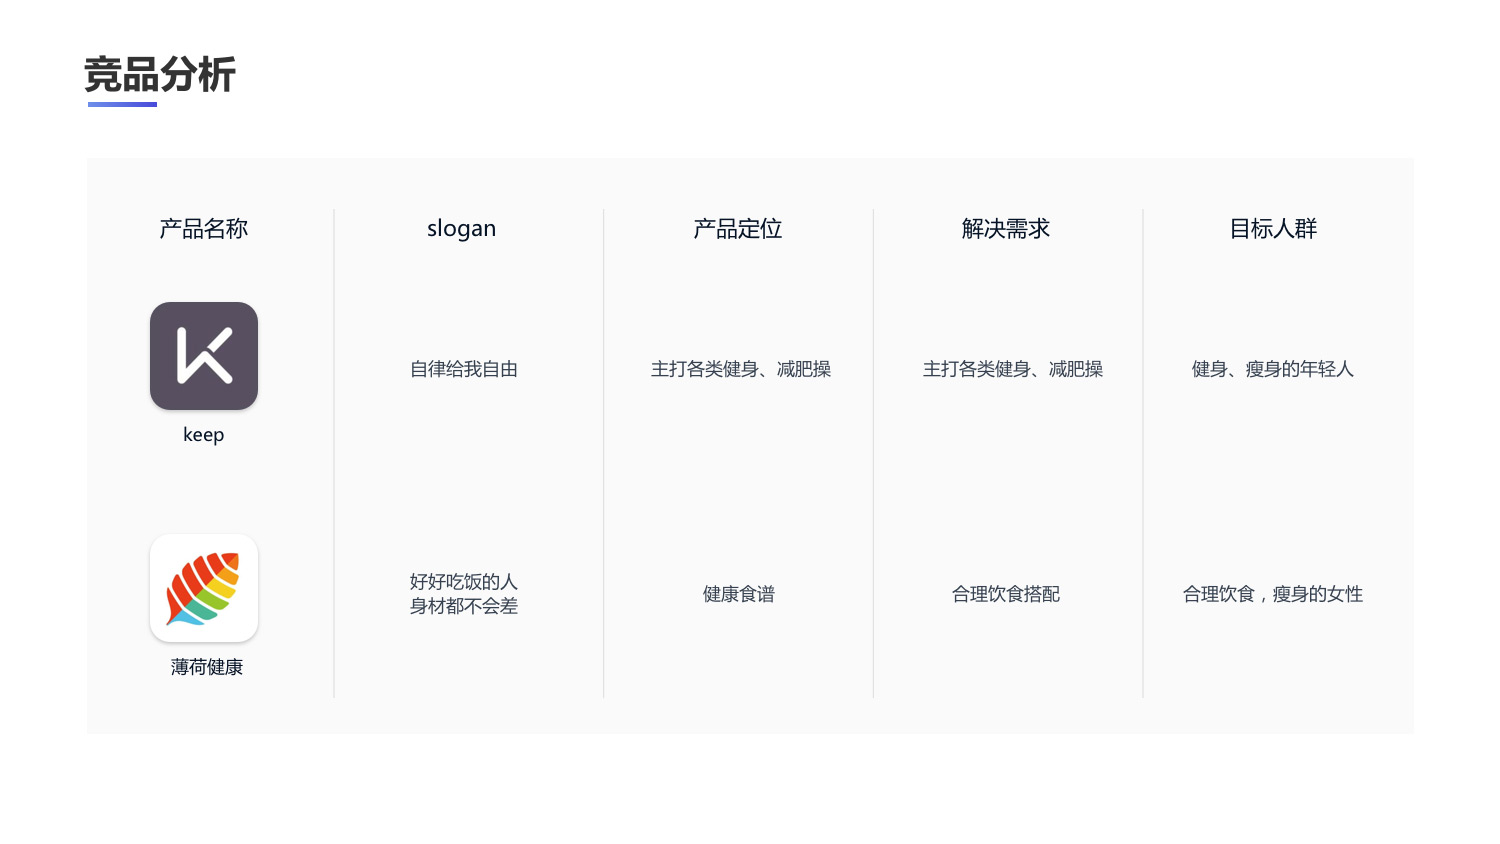 竞品分析
产品名称
slogan
产品定位
解决需求
目标人群
keep
自律给我自由
主打各类健身、减肥操
主打各类健身、减肥操
健身、瘦身的年轻人
薄荷健康
好好吃饭的人
身材都不会差
健康食谱
合理饮食搭配
合理饮食，瘦身的女性